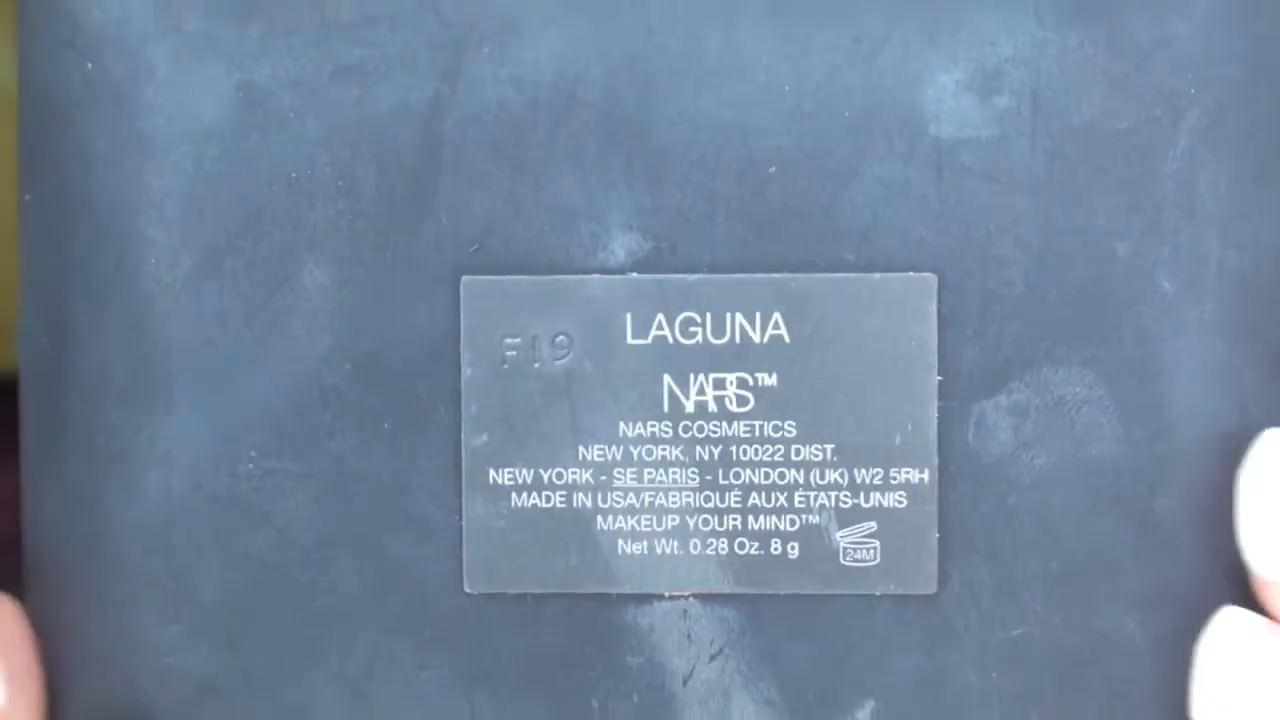 LAGUNA
F19
NARS™
NARS COSMETICS
NEW YORK, NY 10022 DIST.
NEW YORK - SE PARIS - LONDON (UK) W2 5RH
MADE IN USA/FABRIQUÉ AUX ÉTATS-UNIS
MAKEUP YOUR MIND™
Net Wt. 0.28 Oz. 8 g
24M